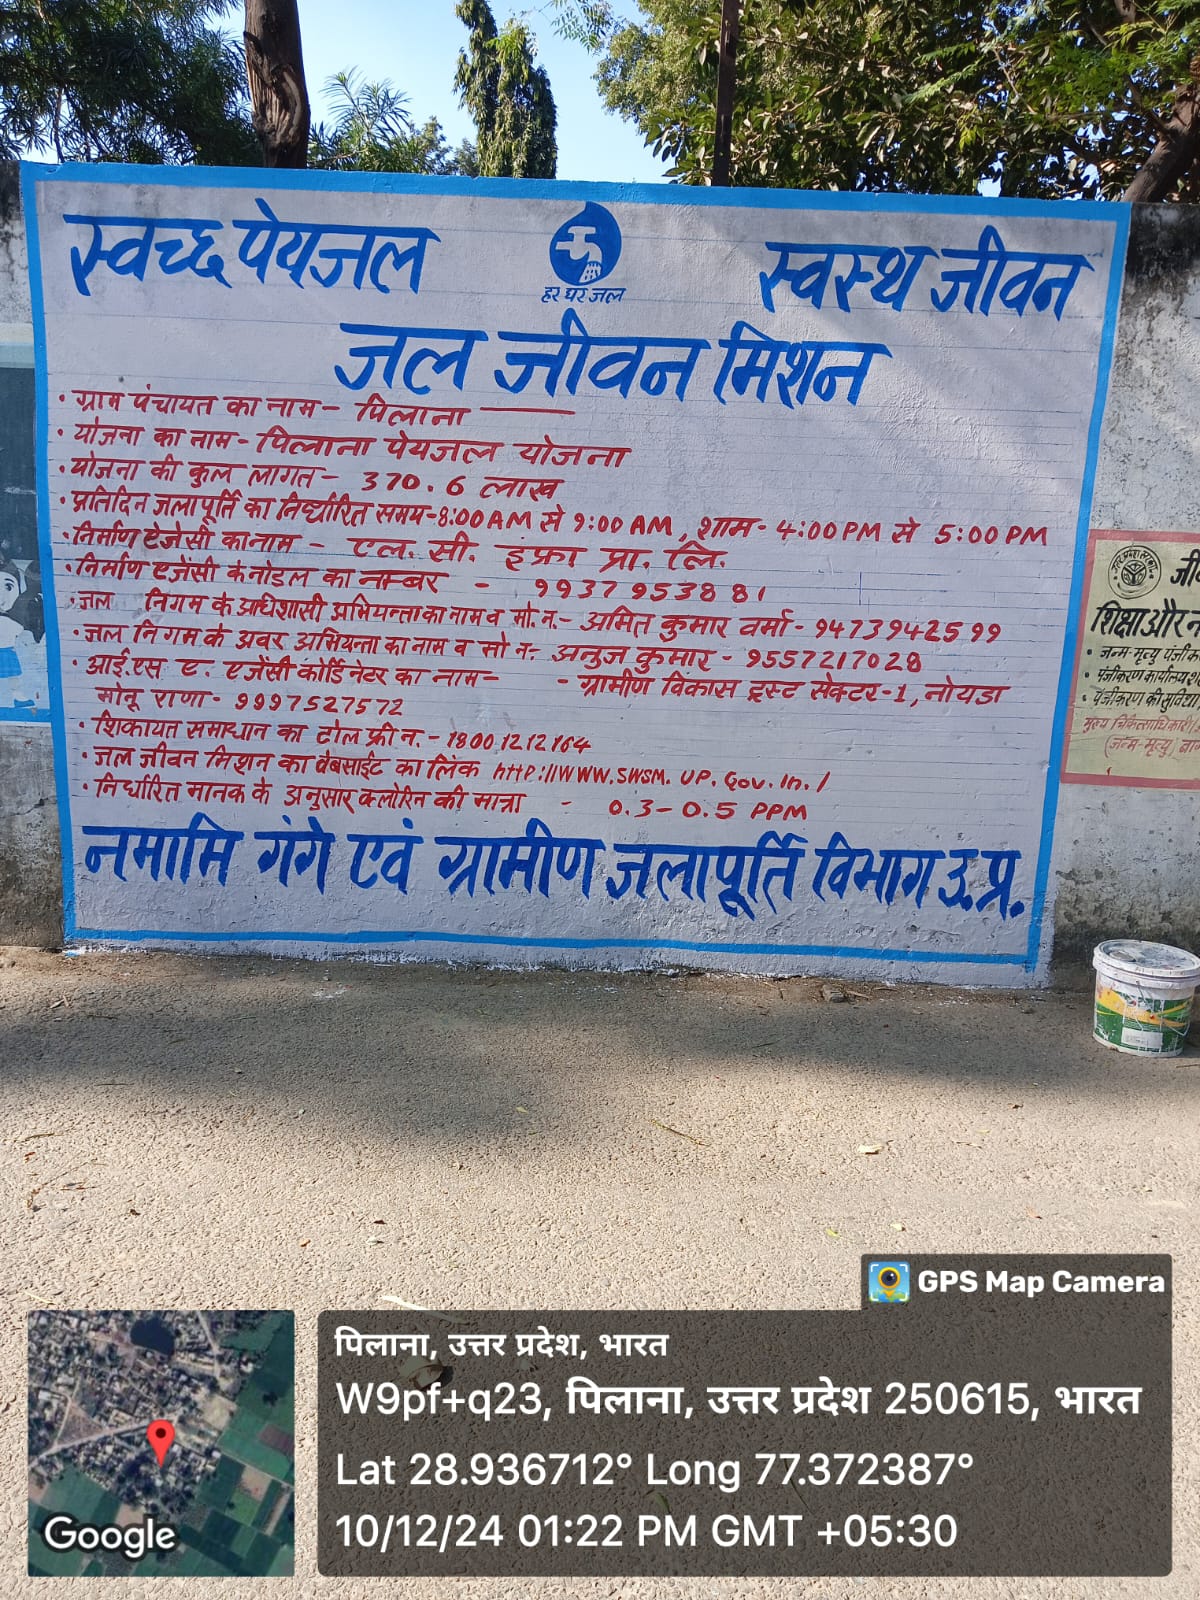 स्वच्छ पेयजल
हर घर जल
स्वस्थ जीवन
जल जीवन मिशन
• ग्राम पंचायत का नाम - पिलाना
• योजना का नाम - पिलाना पेयजल योजना
• योजना की कुल लागत - 370.6 लाख
• प्रतिदिन जलापूर्ति का निर्धारित समय - 8:00 AM से 9:00 AM, शाम - 4:00 PM से 5:00 PM
• निर्माण ऐजेंसी का नाम - एल. सी. इंफ्रा प्रा. लि.
• निर्माण एजेंसी के नोडल का नम्बर - 9937953881
• जल निगम के अधिशासी अभियन्ता का नाम व मो. न. - अमित कुमार वर्मा - 9473942599
• जल निगम के अवर अभियन्ता का नाम व मो न. - अनुज कुमार - 9557217028
• आई.एस ए. एजेंसी कोर्डिनेटर का नाम - - ग्रामीण विकास ट्रस्ट सेक्टर-1, नोयडा
सोनू राणा - 9997527572
• शिकायत समाधान का टोल फ्री न. - 18001212164
• जल जीवन मिशन का वेबसाईट का लिंक http://www.swsm.up.gov.in./
• निर्धारित मानक के अनुसार क्लोरिन की मात्रा - 0.3-0.5 PPM
नमामि गंगे एवं ग्रामीण जलापूर्ति विभाग उ.प्र.
शिक्षा और
• जन्म-मृत्यु
GPS Map Camera
पिलाना, उत्तर प्रदेश, भारत
W9pf+q23, पिलाना, उत्तर प्रदेश 250615, भारत
Lat 28.936712° Long 77.372387°
10/12/24 01:22 PM GMT +05:30
Google